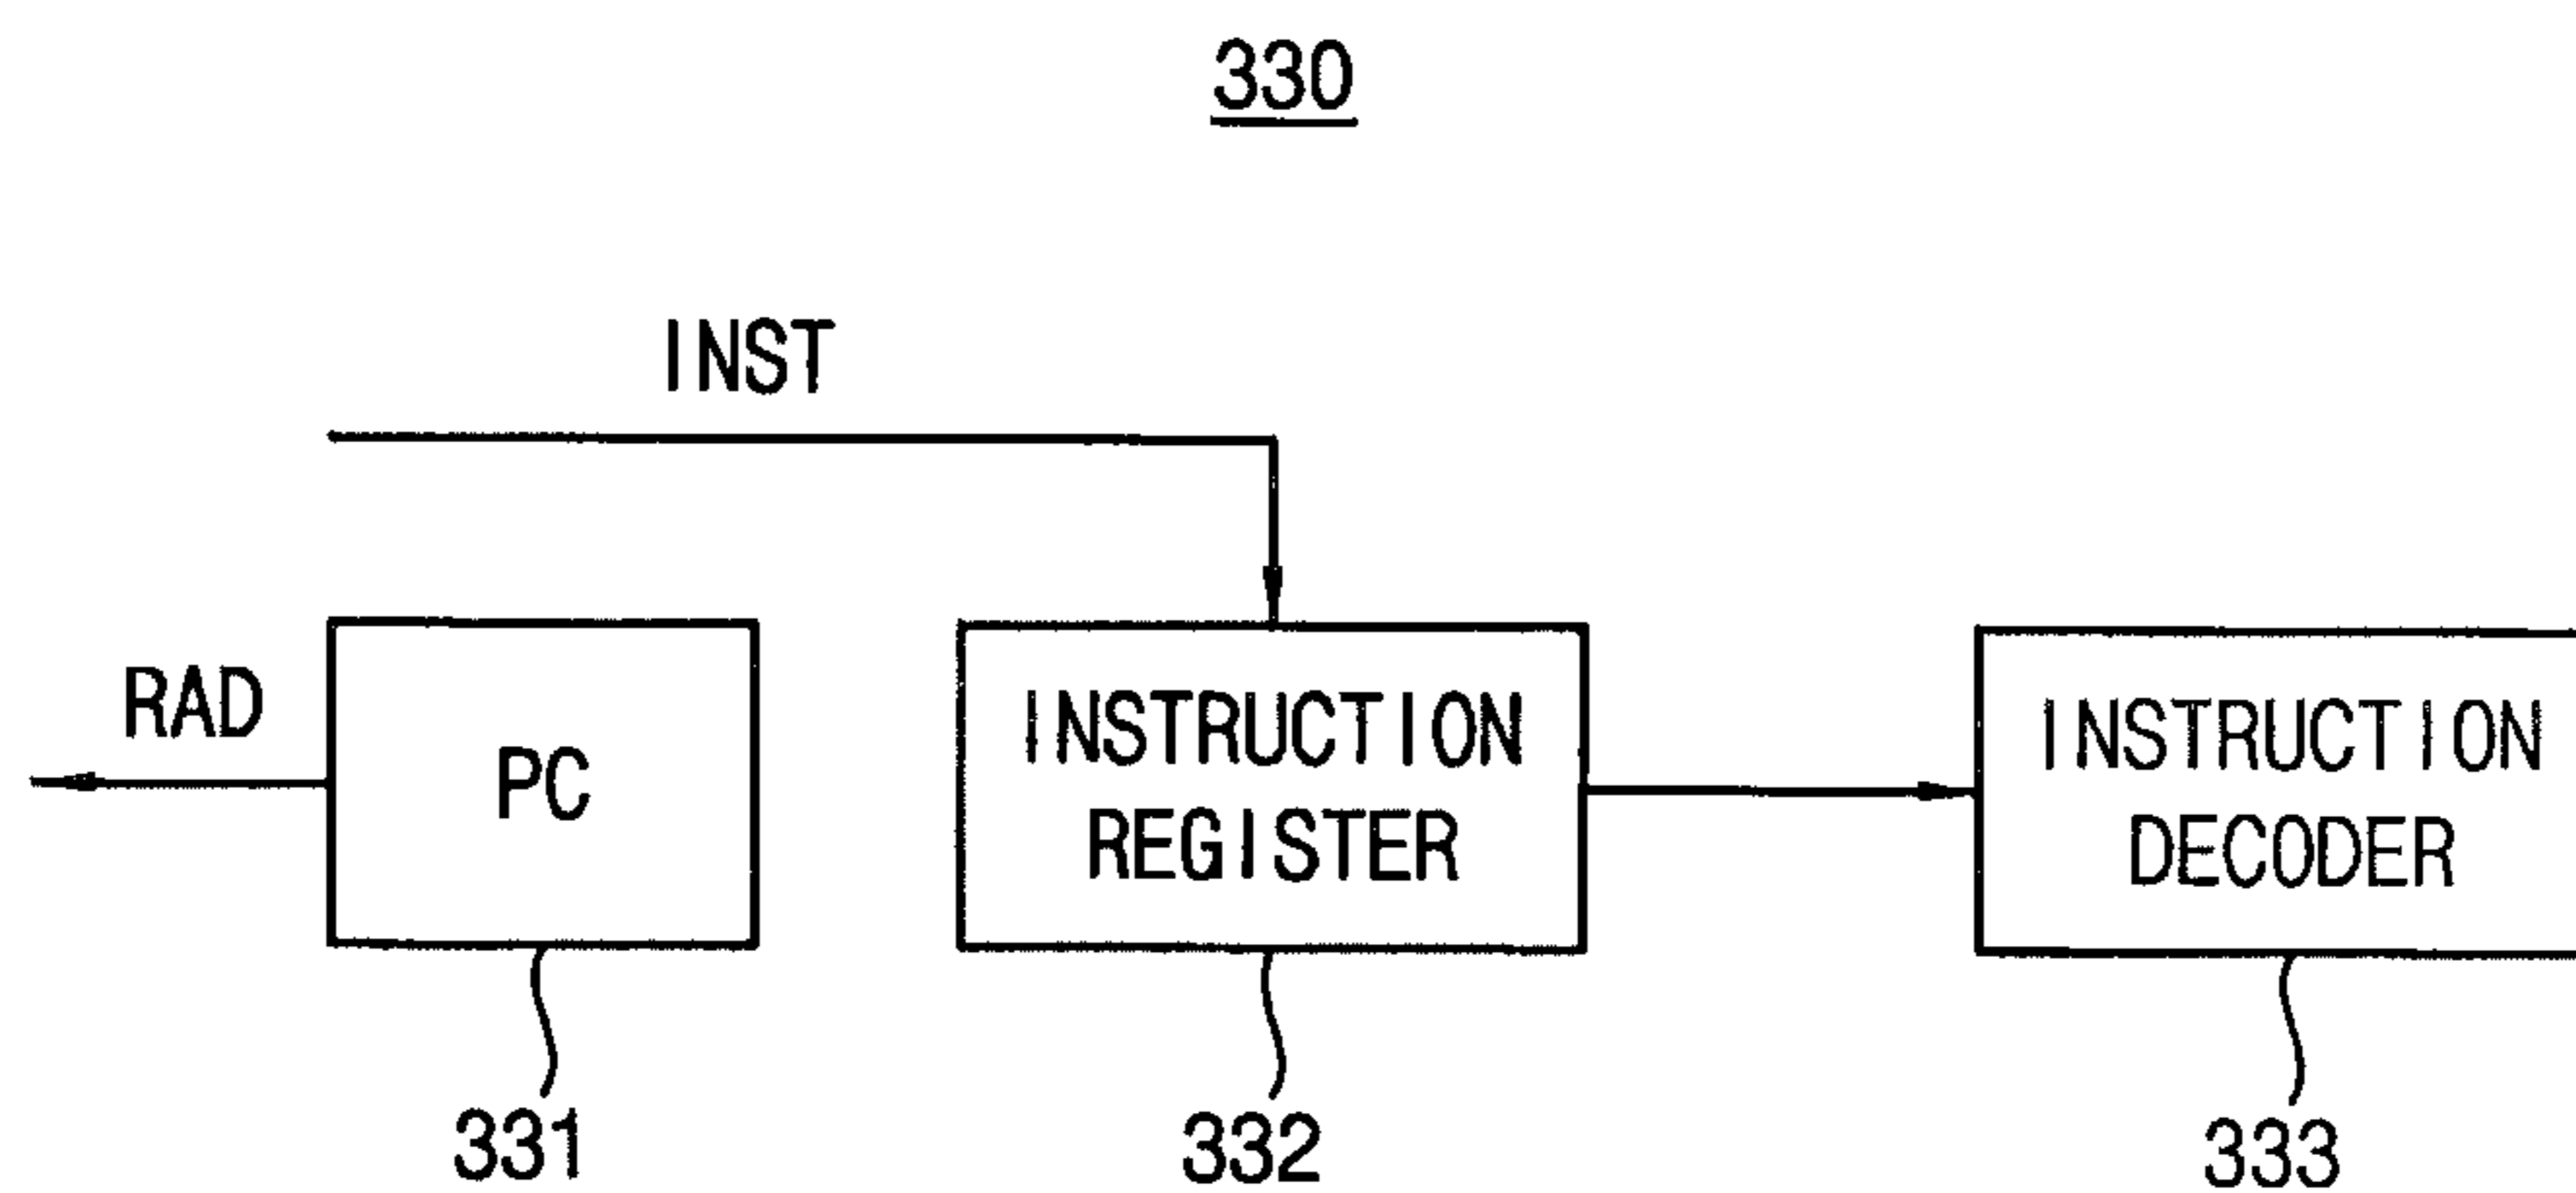 330
INST
RAD
PC
INSTRUCTION
REGISTER
INSTRUCTION
DECODER
331
332
333